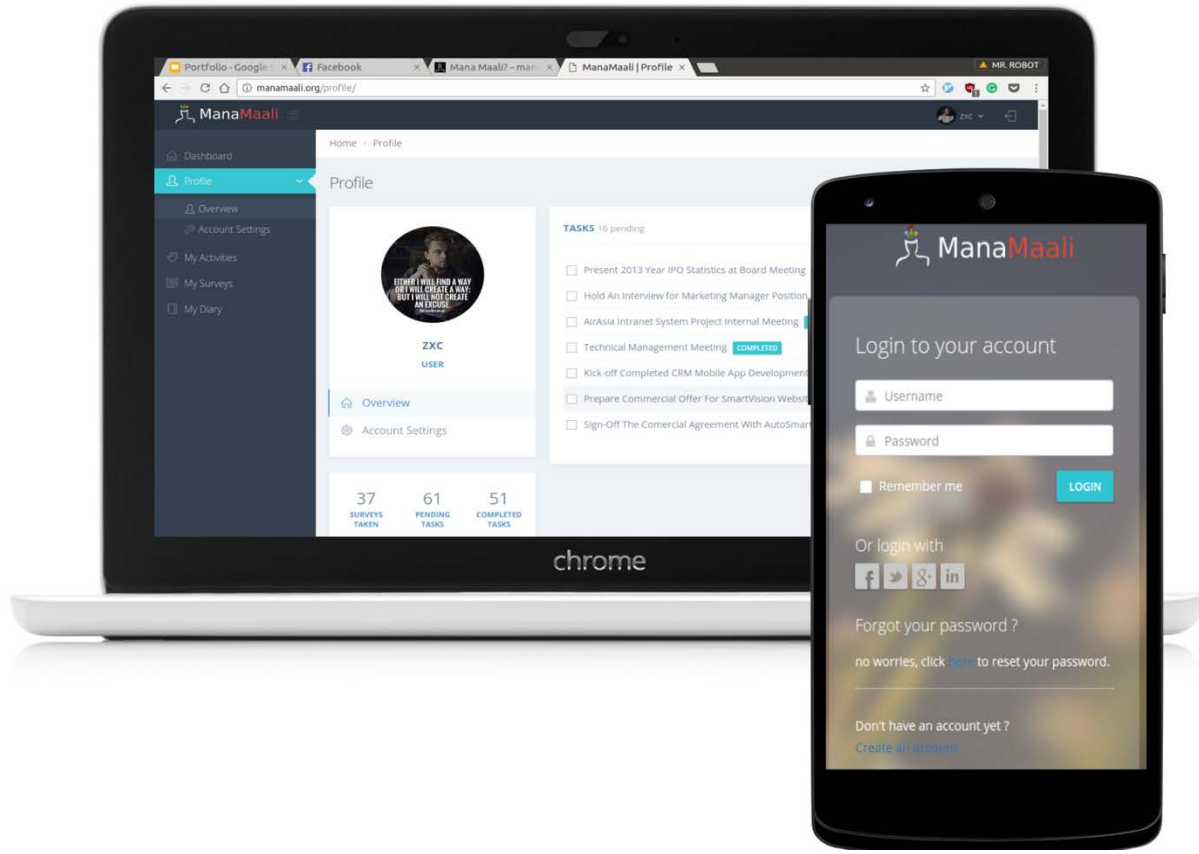 Portfolio - Google
Facebook
Mana Maali? – man
ManaMaali | Profile
MR. ROBOT
manamaali.org/profile/
ManaMaali
zxc
Home
Profile
Dashboard
Profile
Overview
Account Settings
My Activities
My Surveys
My Diary
Profile
EITHER I WILL FIND A WAY
OR I WILL CREATE A WAY;
BUT I WILL NOT CREATE
AN EXCUSE.
ZXC
USER
Overview
Account Settings
37 61 51
SURVEYS TAKEN
PENDING TASKS
COMPLETED TASKS
TASKS 16 pending
Present 2013 Year IPO Statistics at Board Meeting
Hold An Interview for Marketing Manager Position
AirAsia Intranet System Project Internal Meeting
Technical Management Meeting COMPLETED
Kick-off Completed CRM Mobile App Development
Prepare Commercial Offer For SmartVision Websit
Sign-Off The Comercial Agreement With AutoSmart
chrome
ManaMaali
Login to your account
Username
Password
Remember me
LOGIN
Or login with
f g+ in
Forgot your password ?
no worries, click here to reset your password.
Don't have an account yet ?
Create an account